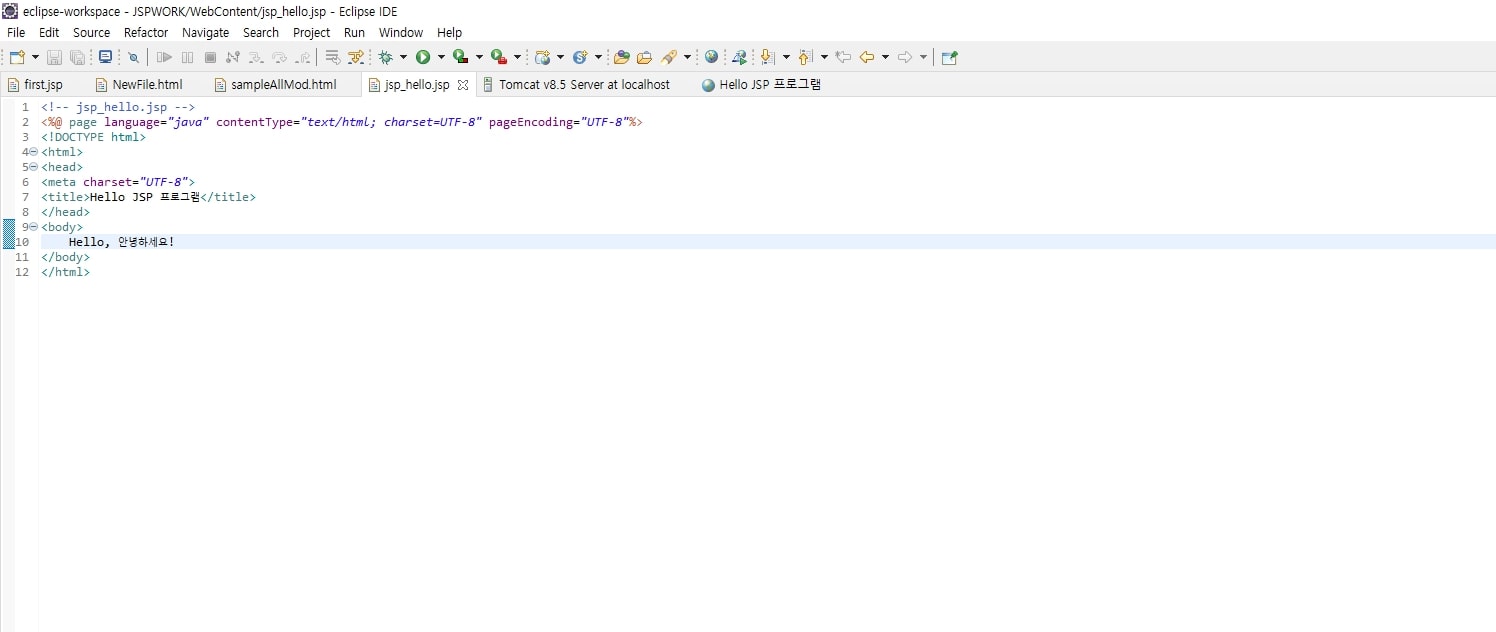 eclipse-workspace - JSPWORK/WebContent/jsp_hello.jsp - Eclipse IDE
File Edit Source Refactor Navigate Search Project Run Window Help
first.jsp NewFile.html sampleAllMod.html jsp_hello.jsp Tomcat v8.5 Server at localhost Hello JSP 프로그램
1 <!-- jsp_hello.jsp -->
2 <%@ page language="java" contentType="text/html; charset=UTF-8" pageEncoding="UTF-8"%>
3 <!DOCTYPE html>
4 <html>
5 <head>
6 <meta charset="UTF-8">
7 <title>Hello JSP 프로그램</title>
8 </head>
9 <body>
10 Hello, 안녕하세요!
11 </body>
12 </html>